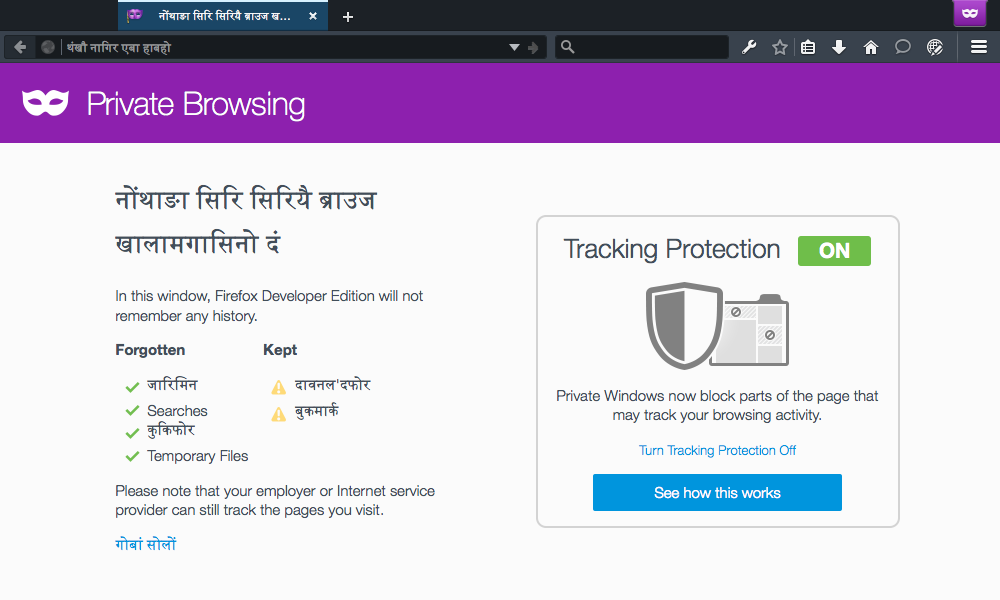 नोंथाङा सिरि सिरियै ब्राउज ख...
थंखौ नागिर एबा हाबहो
Private Browsing
नोंथाङा सिरि सिरियै ब्राउज
खालामगासिनो दं
In this window, Firefox Developer Edition will not
remember any history.
Forgotten
Kept
जारिमिन
Searches
कुकिफोर
Temporary Files
दावनल'दफोर
बुकमार्क
Please note that your employer or Internet service
provider can still track the pages you visit.
गोबां सोलों
Tracking Protection ON
Private Windows now block parts of the page that
may track your browsing activity.
Turn Tracking Protection Off
See how this works